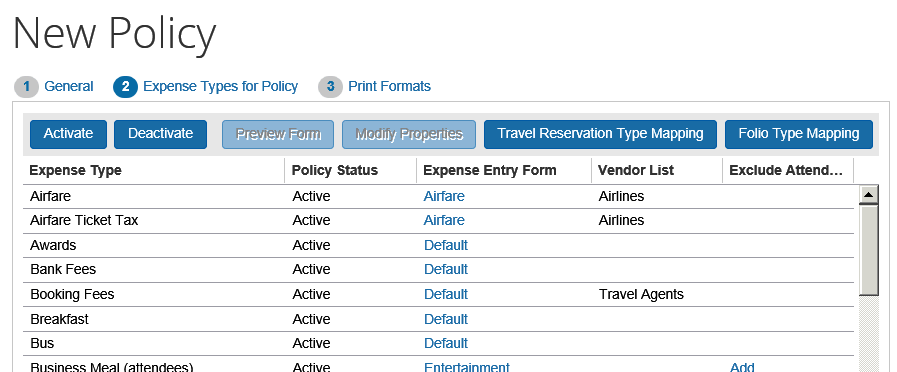 New Policy
1 General 2 Expense Types for Policy 3 Print Formats
Activate Deactivate Preview Form Modify Properties Travel Reservation Type Mapping Folio Type Mapping
Expense Type Policy Status Expense Entry Form Vendor List Exclude Attend...
Airfare Active Airfare Airlines
Airfare Ticket Tax Active Airfare Airlines
Awards Active Default
Bank Fees Active Default
Booking Fees Active Default Travel Agents
Breakfast Active Default
Bus Active Default
Business Meal (attendees) Active Entertainment Add